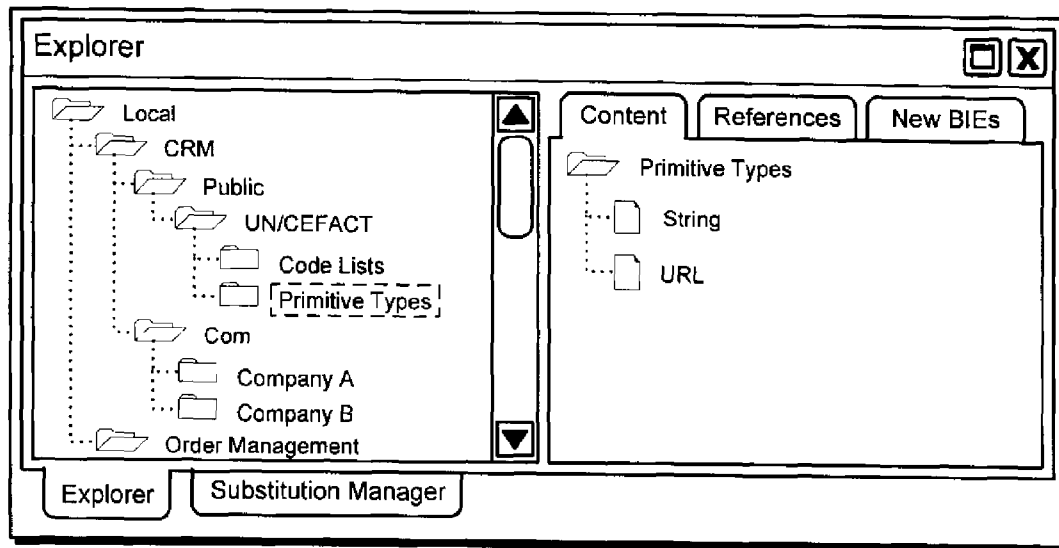 Explorer
Local
CRM
Public
UN/CEFACT
Code Lists
Primitive Types
Com
Company A
Company B
Order Management
Content
References
New BIEs
Primitive Types
String
URL
Explorer
Substitution Manager